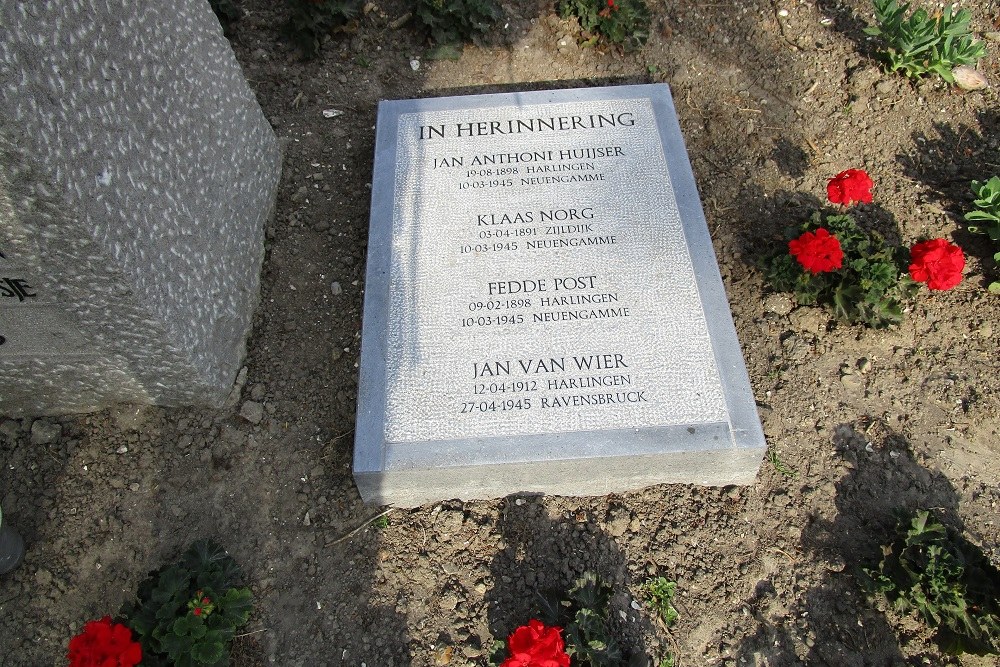 IN HERINNERING
JAN ANTHONI HUIJSER
19-08-1898 HARLINGEN
10-03-1945 NEUENGAMME
KLAAS NORG
03-04-1891 ZIJLDIJK
10-03-1945 NEUENGAMME
FEDDE POST
09-02-1898 HARLINGEN
10-03-1945 NEUENGAMME
JAN VAN WIER
12-04-1912 HARLINGEN
27-04-1945 RAVENSBRUCK